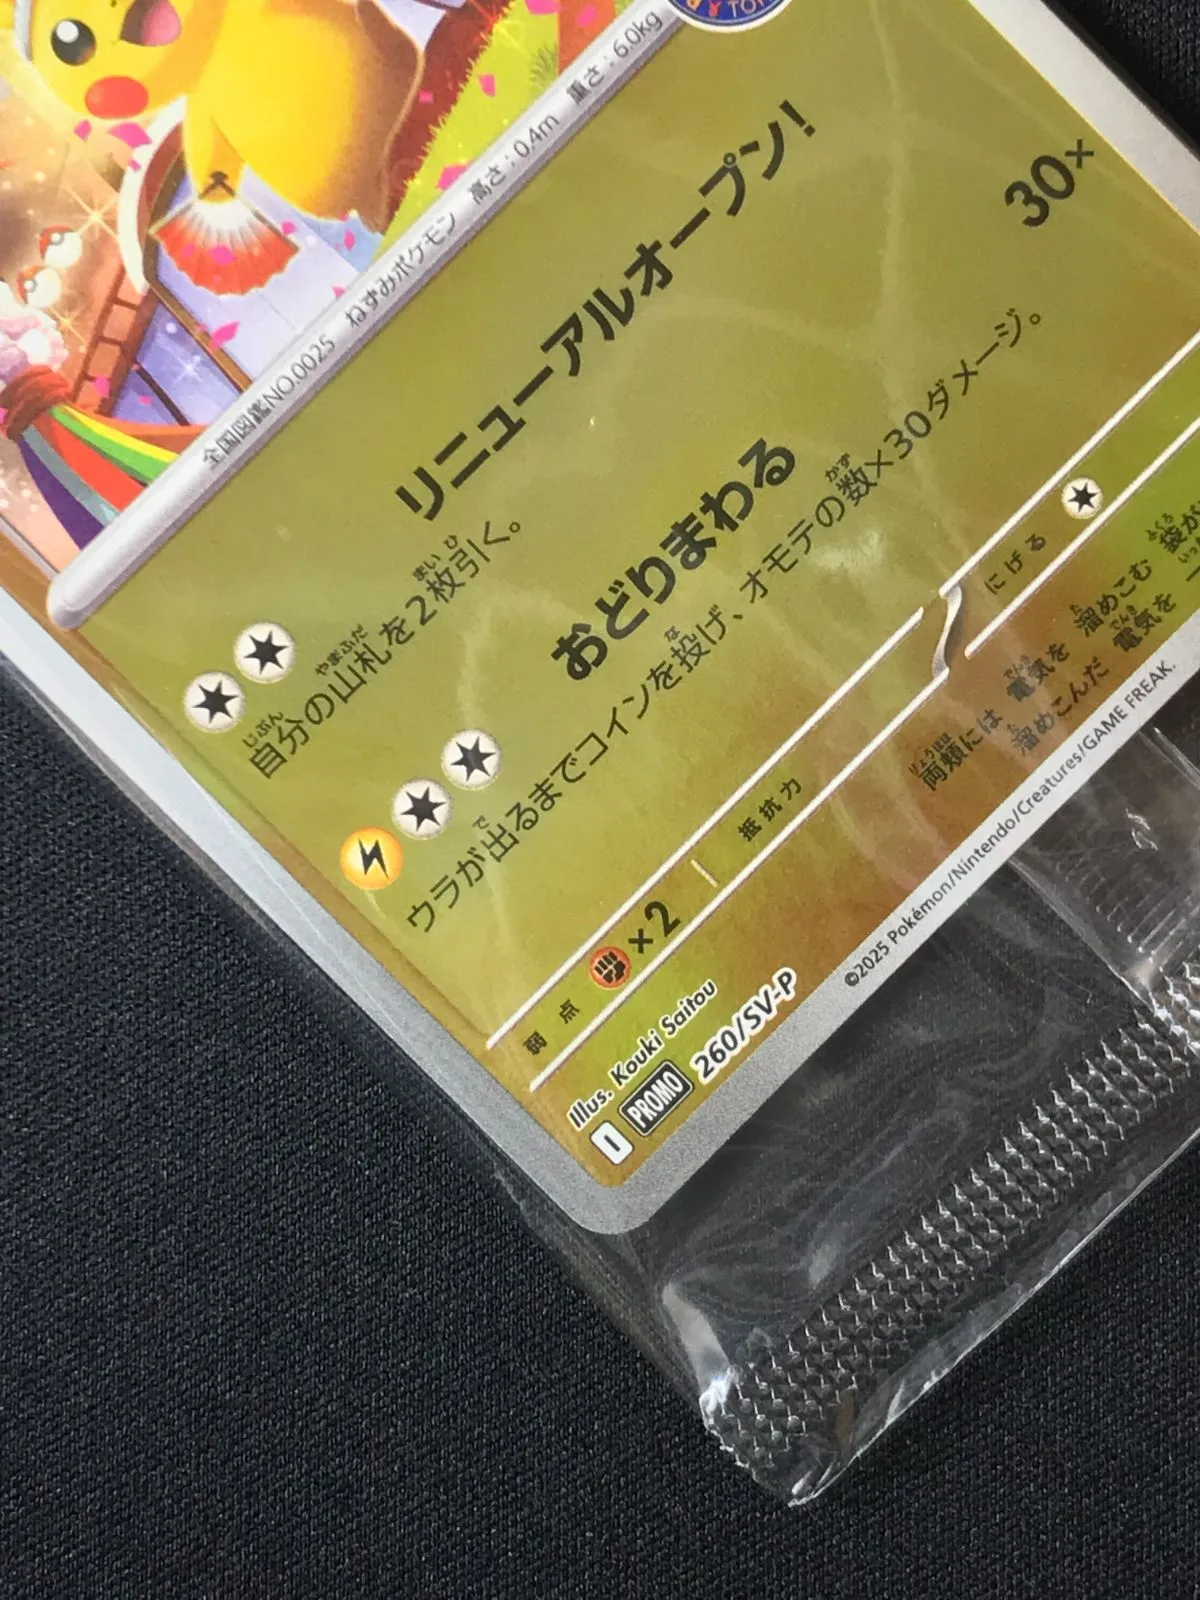 TO
全国図鑑NO.0025 ねずみポケモン 高さ:0.4m 重さ:6.0kg
リニューアルオープン!
自分の山札を2枚引く。
おどりまわる 30×
ウラが出るまでコインを投げ、オモテの数×30ダメージ。
弱点 ×2 抵抗力 にげる
Illus. Kouki Saitou
I PROMO 260/SV-P
両頬には 電気を 溜めこむ 袋が
溜めこんだ 電気を 一
©2025 Pokémon/Nintendo/Creatures/GAME FREAK.